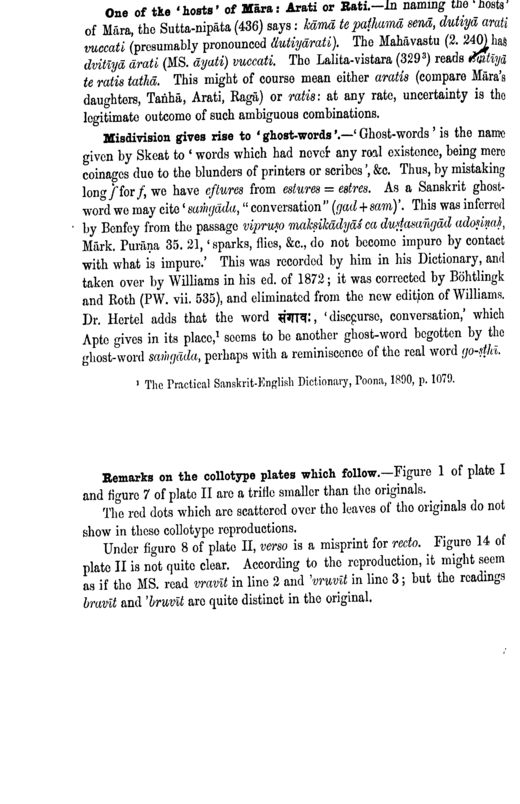 One of the ‘hosts’ of Māra: Arati or Rati.—In naming the ‘hosts’
of Māra, the Sutta-nipāta (436) says: kāmā te paṭhamā senā, dutiyā arati
vuccati (presumably pronounced dutiyārati). The Mahāvastu (2. 240) has
dvitīyā ārati (MS. āyati) vuccati. The Lalita-vistara (329³) reads
te ratis tathā. This might of course mean either aratis (compare Māra’s
daughters, Taṅhā, Arati, Ragā) or ratis: at any rate, uncertainty is the
legitimate outcome of such ambiguous combinations.
Misdivision gives rise to ‘ghost-words’.—‘Ghost-words’ is the name
given by Skeat to ‘words which had never any real existence, being mere
coinages due to the blunders of printers or scribes’, &c. Thus, by mistaking
long ſ for f, we have eftures from estures = estres. As a Sanskrit ghost-
word we may cite ‘saṁgāda, “conversation” (gad + sam)’. This was inferred
by Benfey from the passage vipruṣo makṣikādyāś ca duṣṭasaṅgād adoṣiṇaḥ,
Mārk. Purāṇa 35. 21, ‘sparks, flies, &c., do not become impure by contact
with what is impure.’ This was recorded by him in his Dictionary, and
taken over by Williams in his ed. of 1872; it was corrected by Böhtlingk
and Roth (PW. vii. 535), and eliminated from the new edition of Williams.
Dr. Hertel adds that the word संगावः, ‘discourse, conversation,’ which
Apte gives in its place,¹ seems to be another ghost-word begotten by the
ghost-word saṁgāda, perhaps with a reminiscence of the real word go-ṣṭhī.
¹ The Practical Sanskrit-English Dictionary, Poona, 1890, p. 1079.
Remarks on the collotype plates which follow.—Figure 1 of plate I
and figure 7 of plate II are a trifle smaller than the originals.
The red dots which are scattered over the leaves of the originals do not
show in these collotype reproductions.
Under figure 8 of plate II, verso is a misprint for recto. Figure 14 of
plate II is not quite clear. According to the reproduction, it might seem
as if the MS. read vravīt in line 2 and ’vruvīt in line 3; but the readings
bravīt and ’bruvīt are quite distinct in the original.